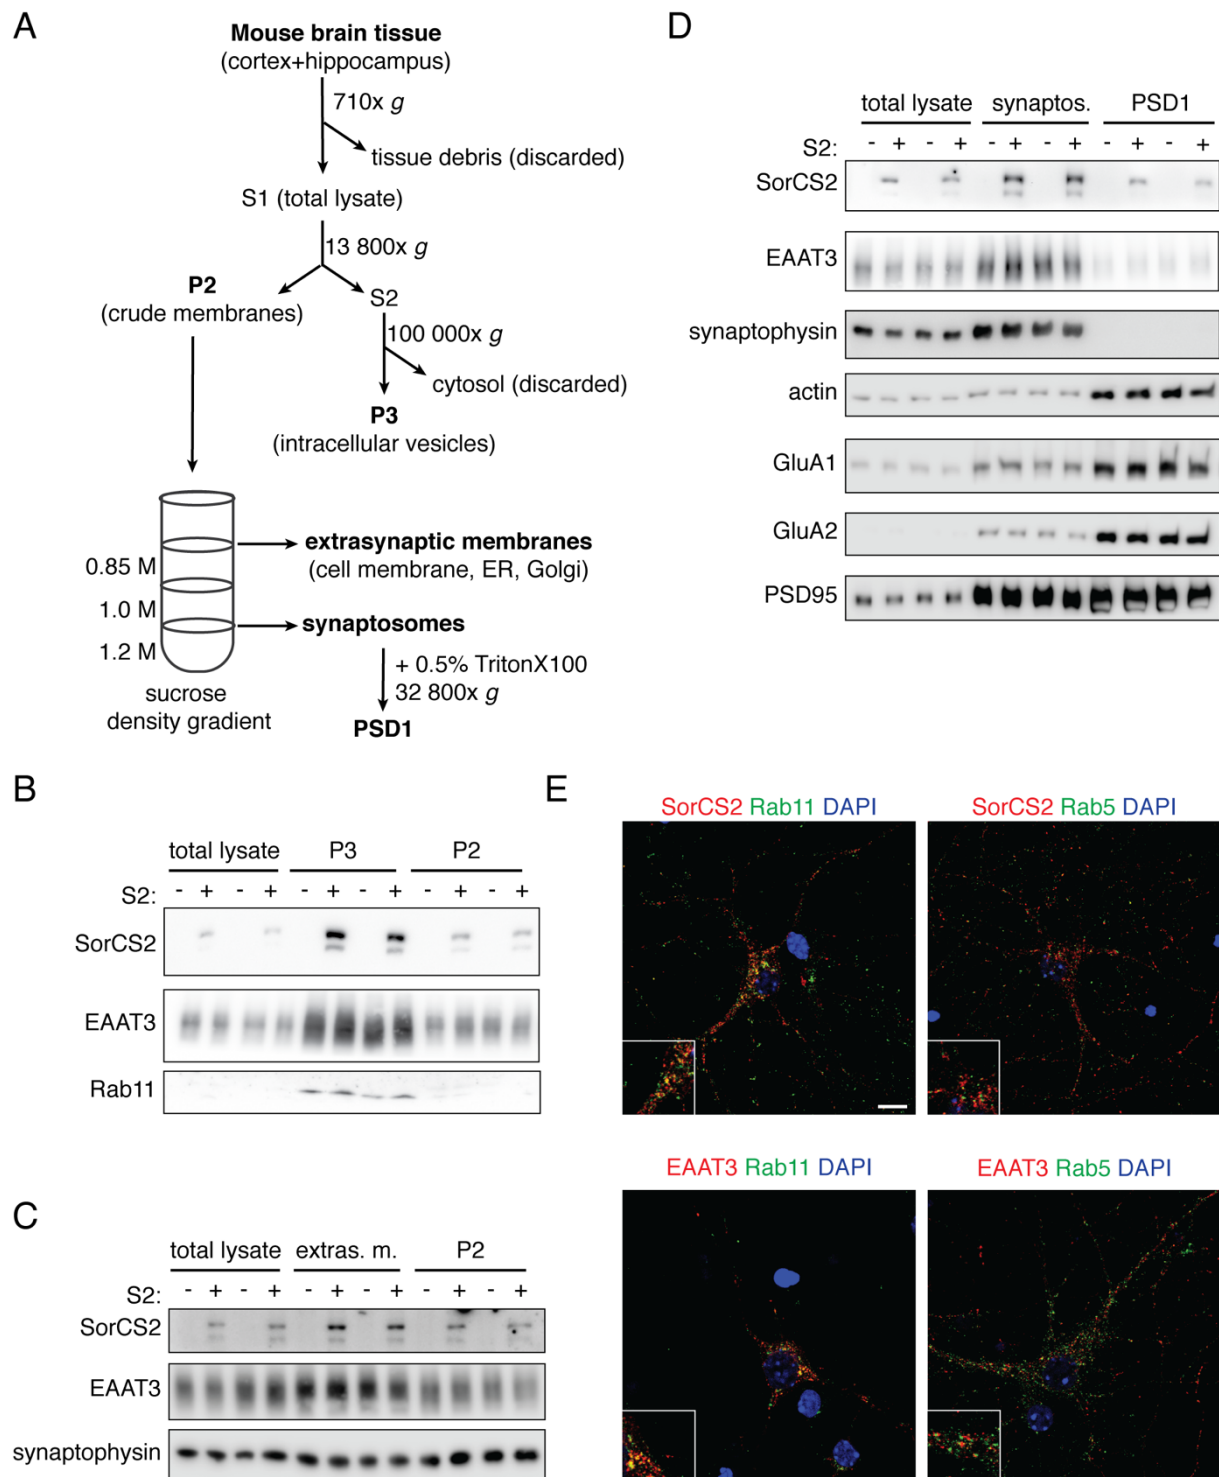 A
Mouse brain tissue
(cortex+hippocampus)
710x g
tissue debris (discarded)
S1 (total lysate)
13 800x g
P2
(crude membranes)
S2
100 000x g
cytosol (discarded)
P3
(intracellular vesicles)
extrasynaptic membranes
(cell membrane, ER, Golgi)
0.85 M
1.0 M
synaptosomes
1.2 M
+ 0.5% TritonX100
32 800x g
sucrose
density gradient
PSD1
B
total lysate P3 P2
S2: - + - + - + - + - + - +
SorCS2
EAAT3
Rab11
C
total lysate extras. m. P2
S2: - + - + - + - + - + - +
SorCS2
EAAT3
synaptophysin
D
total lysate synaptos. PSD1
S2: - + - + - + - + - + - +
SorCS2
EAAT3
synaptophysin
actin
GluA1
GluA2
PSD95
E
SorCS2 Rab11 DAPI
SorCS2 Rab5 DAPI
EAAT3 Rab11 DAPI
EAAT3 Rab5 DAPI